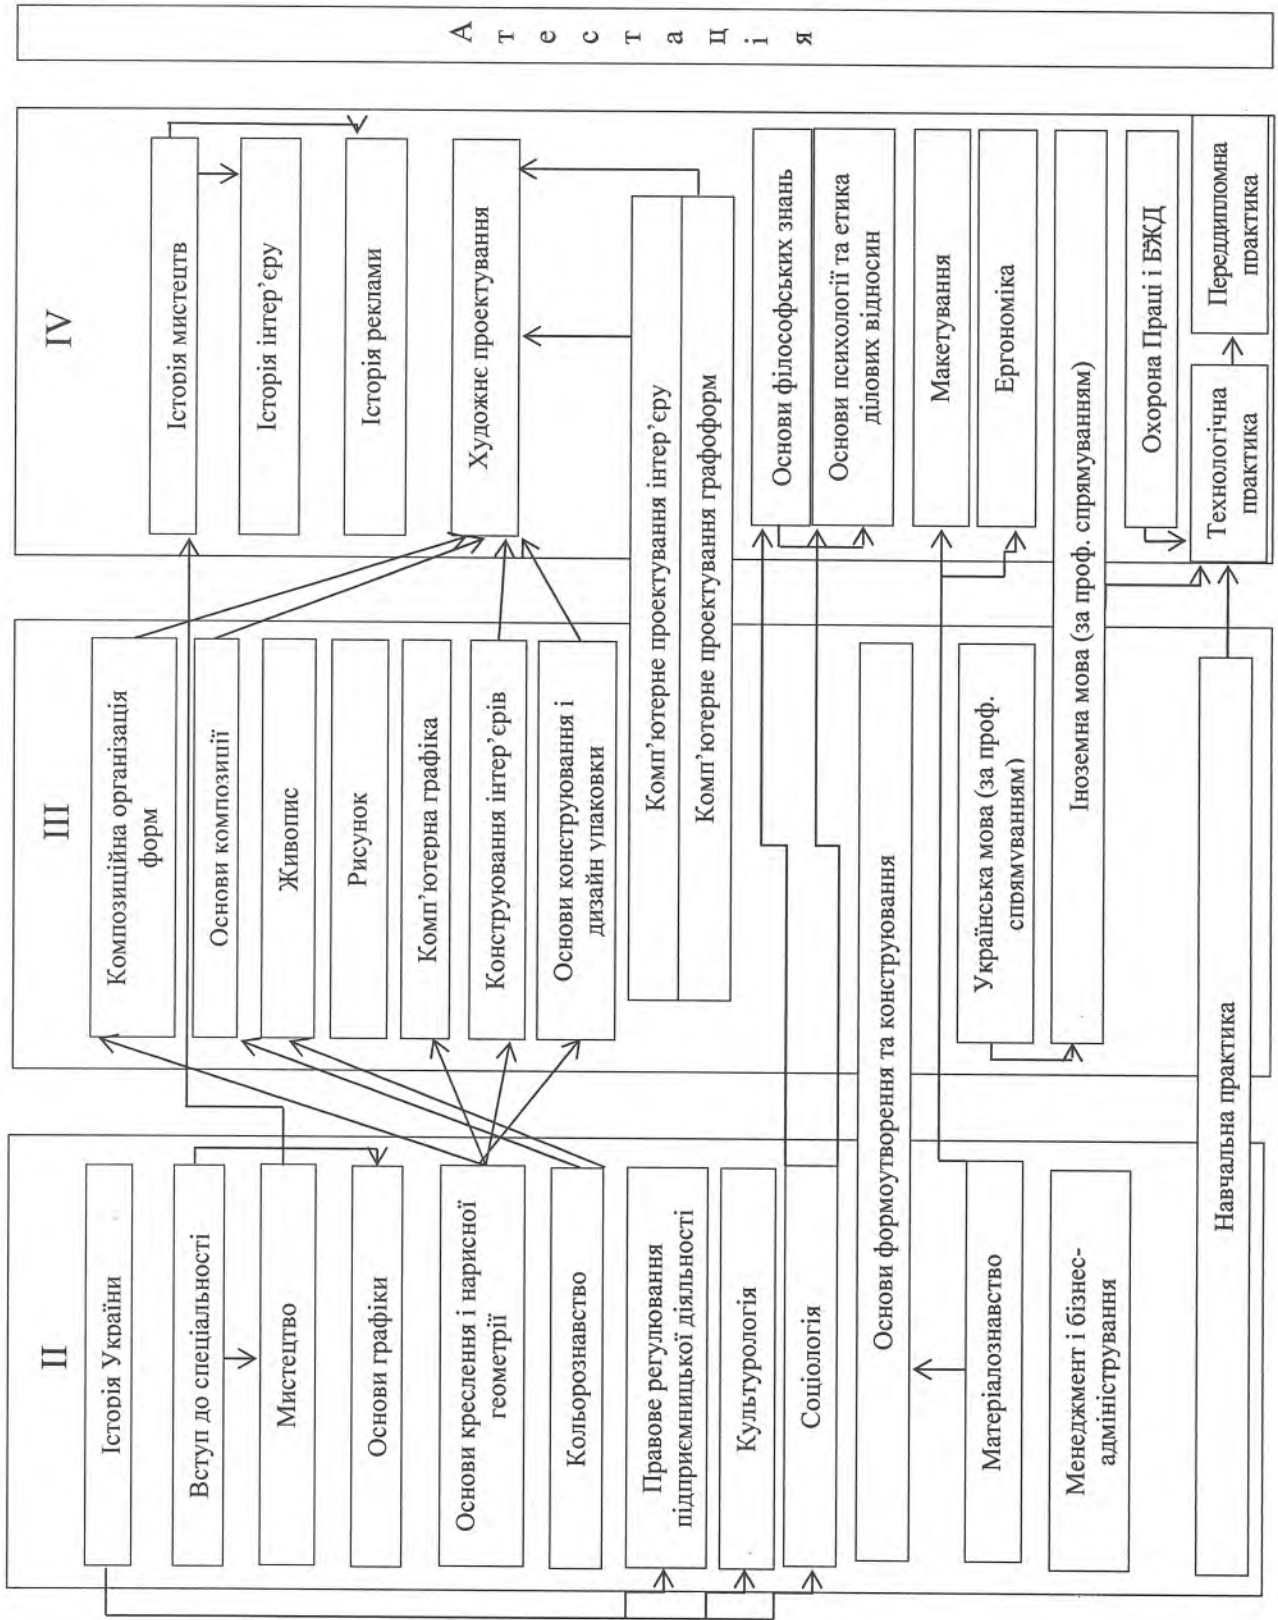 II
Історія України
Вступ до спеціальності
Мистецтво
Основи графіки
Основи креслення і нарисної
геометрії
Кольорознавство
Правове регулювання
підприємницької діяльності
Культурологія
Соціологія
Основи формоутворення та конструювання
Матеріалознавство
Менеджмент і бізнес-
адміністрування
Навчальна практика
III
Композиційна організація
форм
Основи композиції
Живопис
Рисунок
Комп’ютерна графіка
Конструювання інтер’єрів
Основи конструювання і
дизайн упаковки
Комп’ютерне проектування інтер’єру
Комп’ютерне проектування графоформ
Українська мова (за проф.
спрямуванням)
Іноземна мова (за проф. спрямуванням)
IV
Історія мистецтв
Історія інтер’єру
Історія реклами
Художнє проектування
Основи філософських знань
Основи психології та етика
ділових відносин
Макетування
Ергономіка
Охорона Праці і БЖД
Технологічна
практика
Переддипломна
практика
А
т
е
с
т
а
ц
і
я